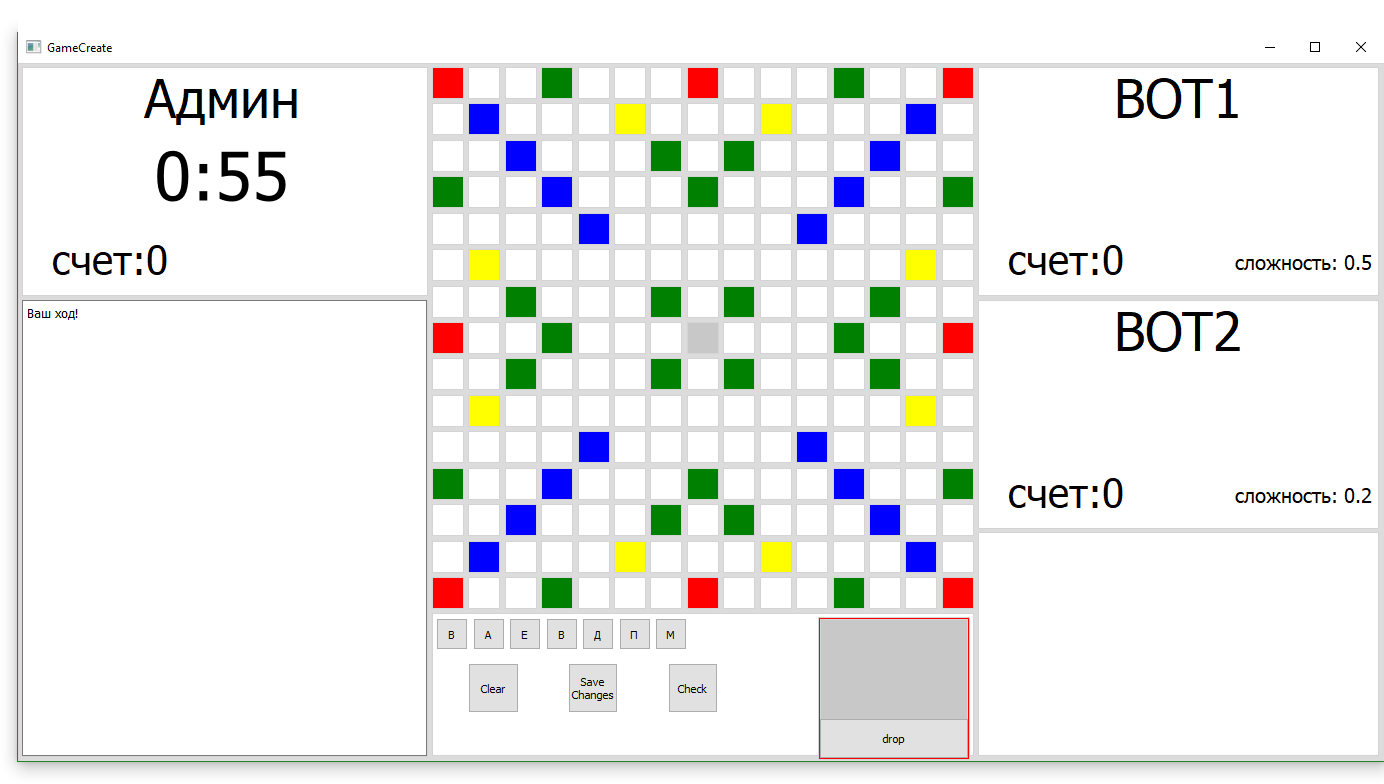 GameCreate
Админ
0:55
счет:0
Ваш ход!
BOT1
счет:0
сложность: 0.5
BOT2
счет:0
сложность: 0.2
В А Е В Д П М
Clear
Save
Changes
Check
drop